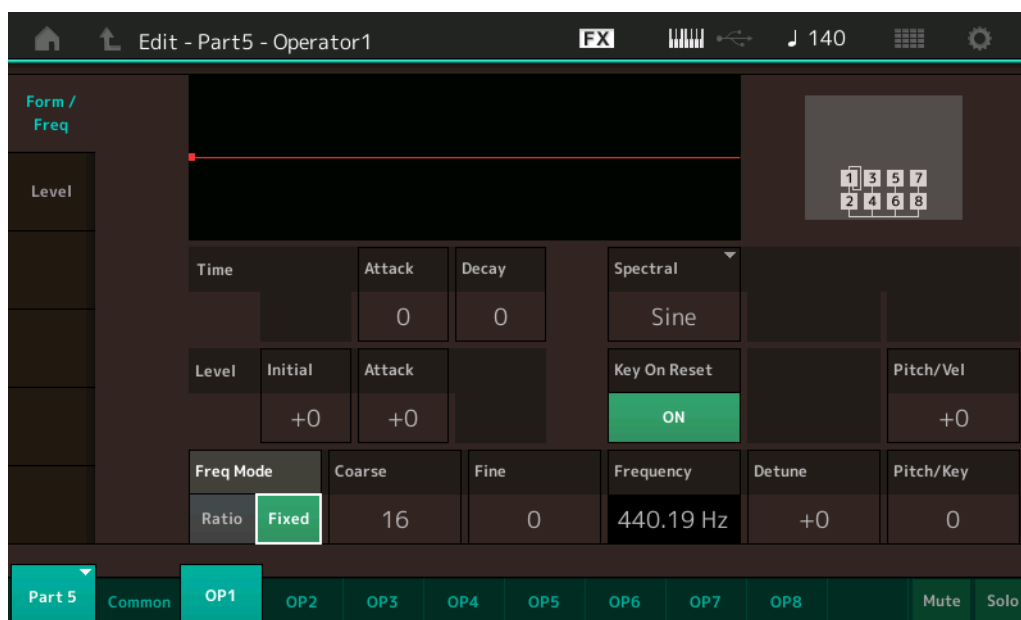 Edit - Part5 - Operator1 FX ♩ 140
Form /
Freq
Level
1 3 5 7
2 4 6 8
Time Attack Decay Spectral
0 0 Sine
Level Initial Attack Key On Reset Pitch/Vel
+0 +0 ON +0
Freq Mode Coarse Fine Frequency Detune Pitch/Key
Ratio Fixed 16 0 440.19 Hz +0 0
Part 5 Common OP1 OP2 OP3 OP4 OP5 OP6 OP7 OP8 Mute Solo